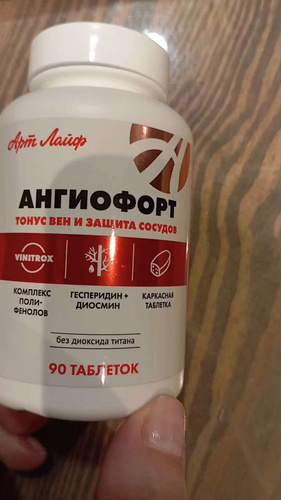 Арт Лайф
АНГИОФОРТ
ТОНУС ВЕН И ЗАЩИТА СОСУДОВ
VINITROX
КОМПЛЕКС
ПОЛИ-
ФЕНОЛОВ
ГЕСПЕРИДИН +
ДИОСМИН
КАРКАСНАЯ
ТАБЛЕТКА
без диоксида титана
90 ТАБЛЕТОК